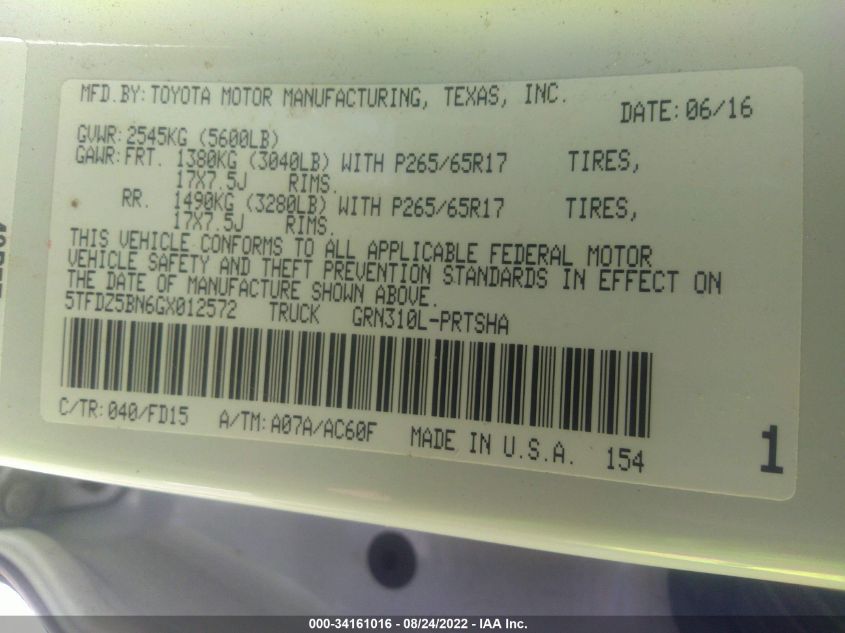 MFD.BY:TOYOTA MOTOR MANUFACTURING, TEXAS, INC.
DATE:06/16
GVWR:2545KG (5600LB)
GAWR:FRT. 1380KG (3040LB) WITH P265/65R17 TIRES,
17X7.5J RIMS.
RR. 1490KG (3280LB) WITH P265/65R17 TIRES,
17X7.5J RIMS.
THIS VEHICLE CONFORMS TO ALL APPLICABLE FEDERAL MOTOR
VEHICLE SAFETY AND THEFT PREVENTION STANDARDS IN EFFECT ON
THE DATE OF MANUFACTURE SHOWN ABOVE.
5TFDZ5BN6GX012572 TRUCK GRN310L-PRTSHA
C/TR:040/FD15 A/TM:A07A/AC60F MADE IN U.S.A. 154
1
000-34161016 - 08/24/2022 - IAA Inc.